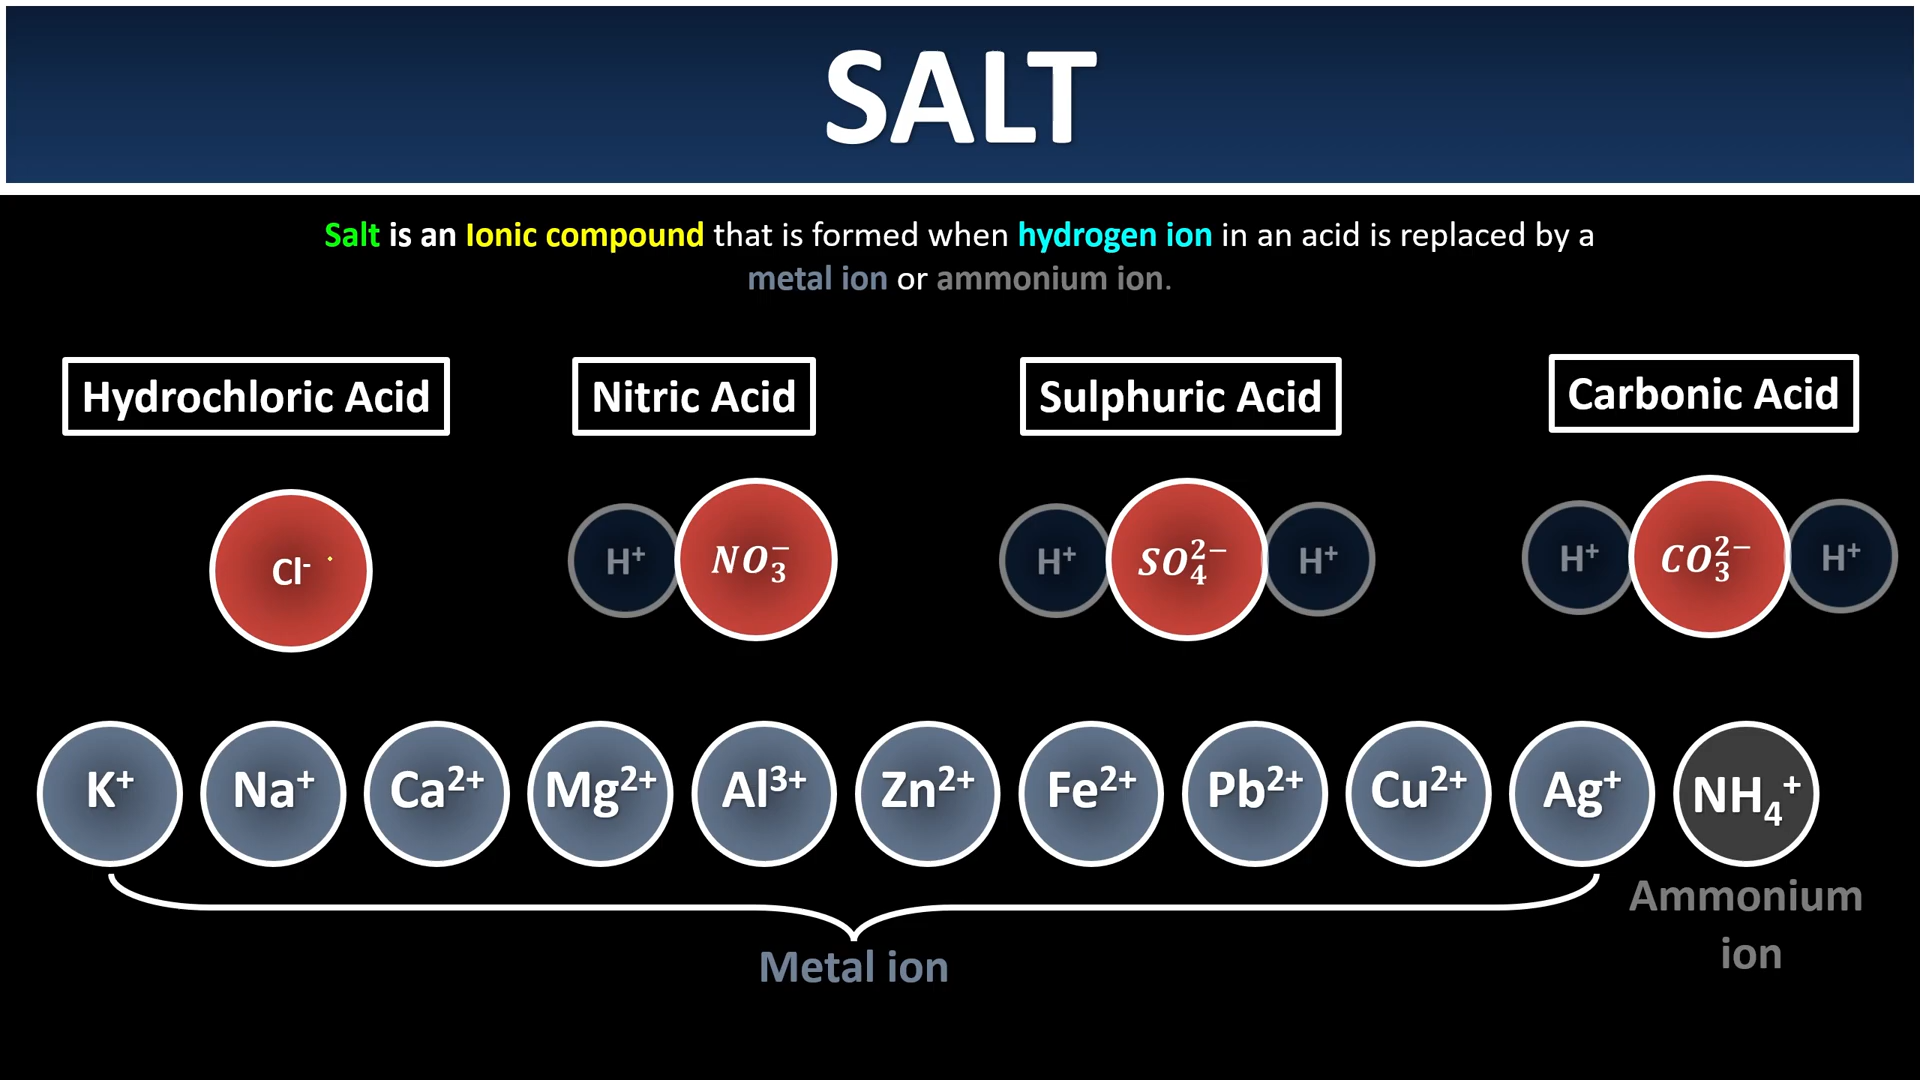 SALT
Salt is an Ionic compound that is formed when hydrogen ion in an acid is replaced by a
metal ion or ammonium ion.
Hydrochloric Acid
Nitric Acid
Sulphuric Acid
Carbonic Acid
Cl⁻
H⁺ NO₃⁻
H⁺ SO₄²⁻ H⁺
H⁺ CO₃²⁻ H⁺
K⁺ Na⁺ Ca²⁺ Mg²⁺ Al³⁺ Zn²⁺ Fe²⁺ Pb²⁺ Cu²⁺ Ag⁺ NH₄⁺
Metal ion
Ammonium
ion